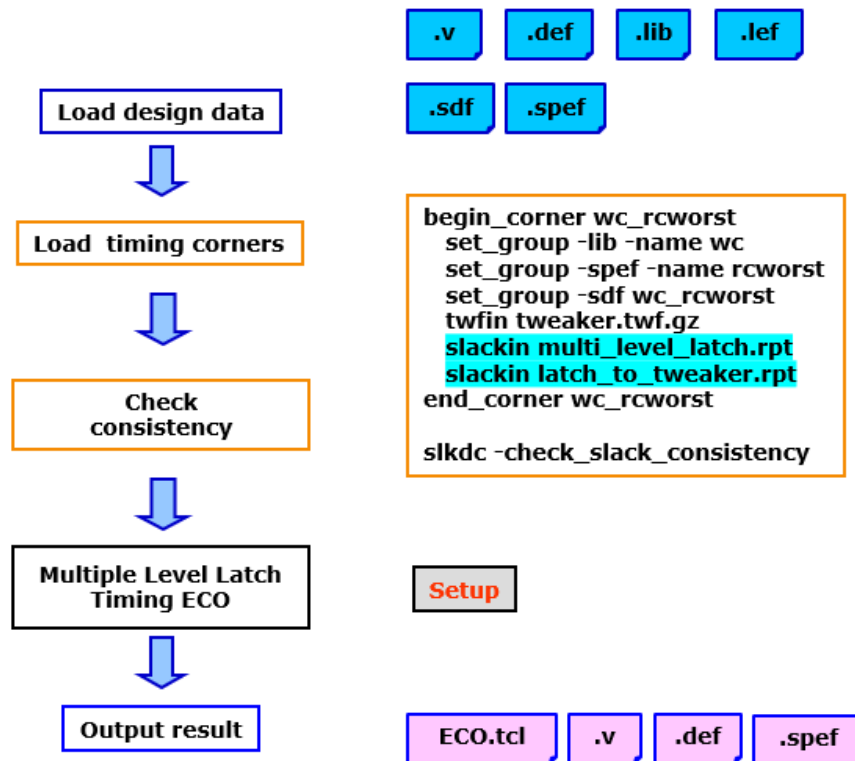 .v .def .lib .lef
Load design data
.sdf .spef
Load timing corners
begin_corner wc_rcworst
set_group -lib -name wc
set_group -spef -name rcworst
set_group -sdf wc_rcworst
twfin tweaker.twf.gz
slackin multi_level_latch.rpt
slackin latch_to_tweaker.rpt
end_corner wc_rcworst
slkdc -check_slack_consistency
Check
consistency
Multiple Level Latch
Timing ECO
Setup
Output result
ECO.tcl .v .def .spef